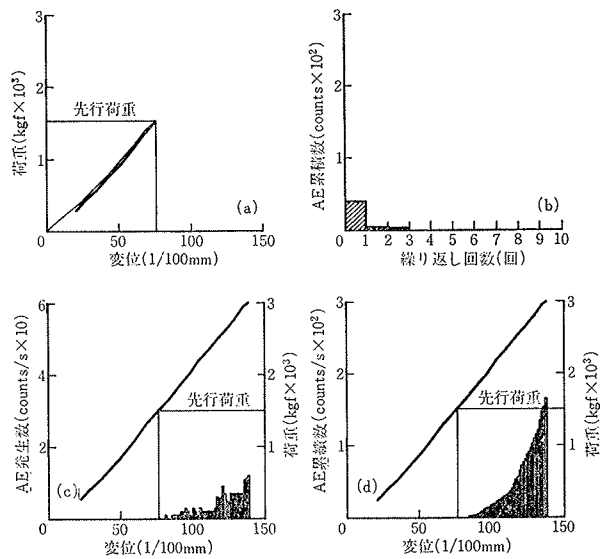 3
2
1
0
50
100
150
荷重(kgf×10³)
先行荷重
(a)
変位(1/100mm)
3
2
1
0
1 2 3 4 5 6 7 8 9 10
AE累積数(counts×10²)
(b)
繰り返し回数(回)
6
4
2
0
50
100
150
AE発生数(counts/s×10)
3
2
1
荷重(kgf×10³)
先行荷重
(c)
変位(1/100mm)
3
2
1
0
50
100
150
AE累績数(counts/s×10²)
3
2
1
荷重(kgf×10³)
先行荷重
(d)
変位(1/100mm)